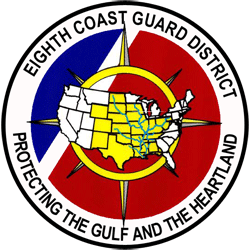 EIGHTH COAST GUARD DISTRICT
PROTECTING THE GULF AND THE HEARTLAND